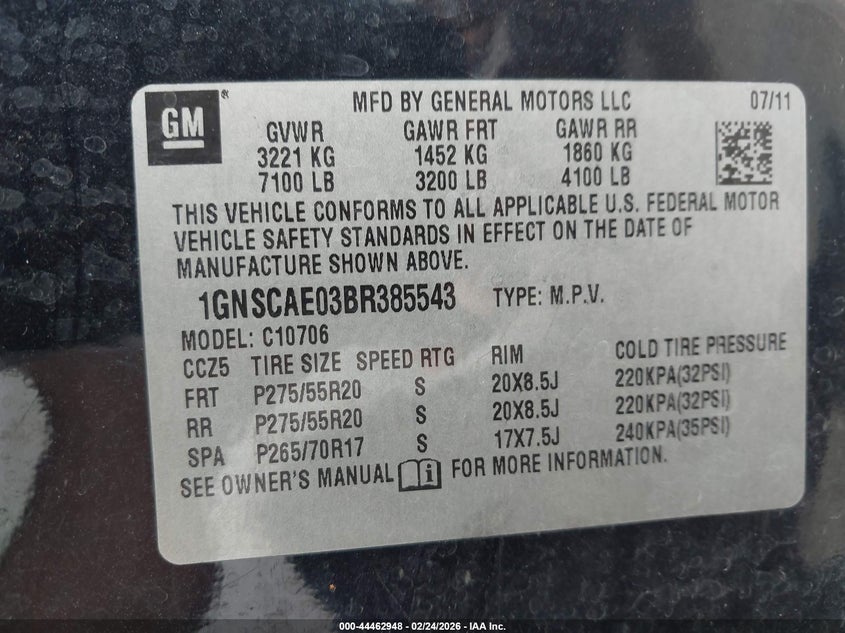 GM
MFD BY GENERAL MOTORS LLC 07/11
GVWR GAWR FRT GAWR RR
3221 KG 1452 KG 1860 KG
7100 LB 3200 LB 4100 LB
THIS VEHICLE CONFORMS TO ALL APPLICABLE U.S. FEDERAL MOTOR
VEHICLE SAFETY STANDARDS IN EFFECT ON THE DATE OF
MANUFACTURE SHOWN ABOVE.
1GNSCAE03BR385543 TYPE: M.P.V.
MODEL: C10706
CCZ5 TIRE SIZE SPEED RTG RIM COLD TIRE PRESSURE
FRT P275/55R20 S 20X8.5J 220KPA(32PSI)
RR P275/55R20 S 20X8.5J 220KPA(32PSI)
SPA P265/70R17 S 17X7.5J 240KPA(35PSI)
SEE OWNER'S MANUAL i FOR MORE INFORMATION.
000-44462948 - 02/24/2026 - IAA Inc.